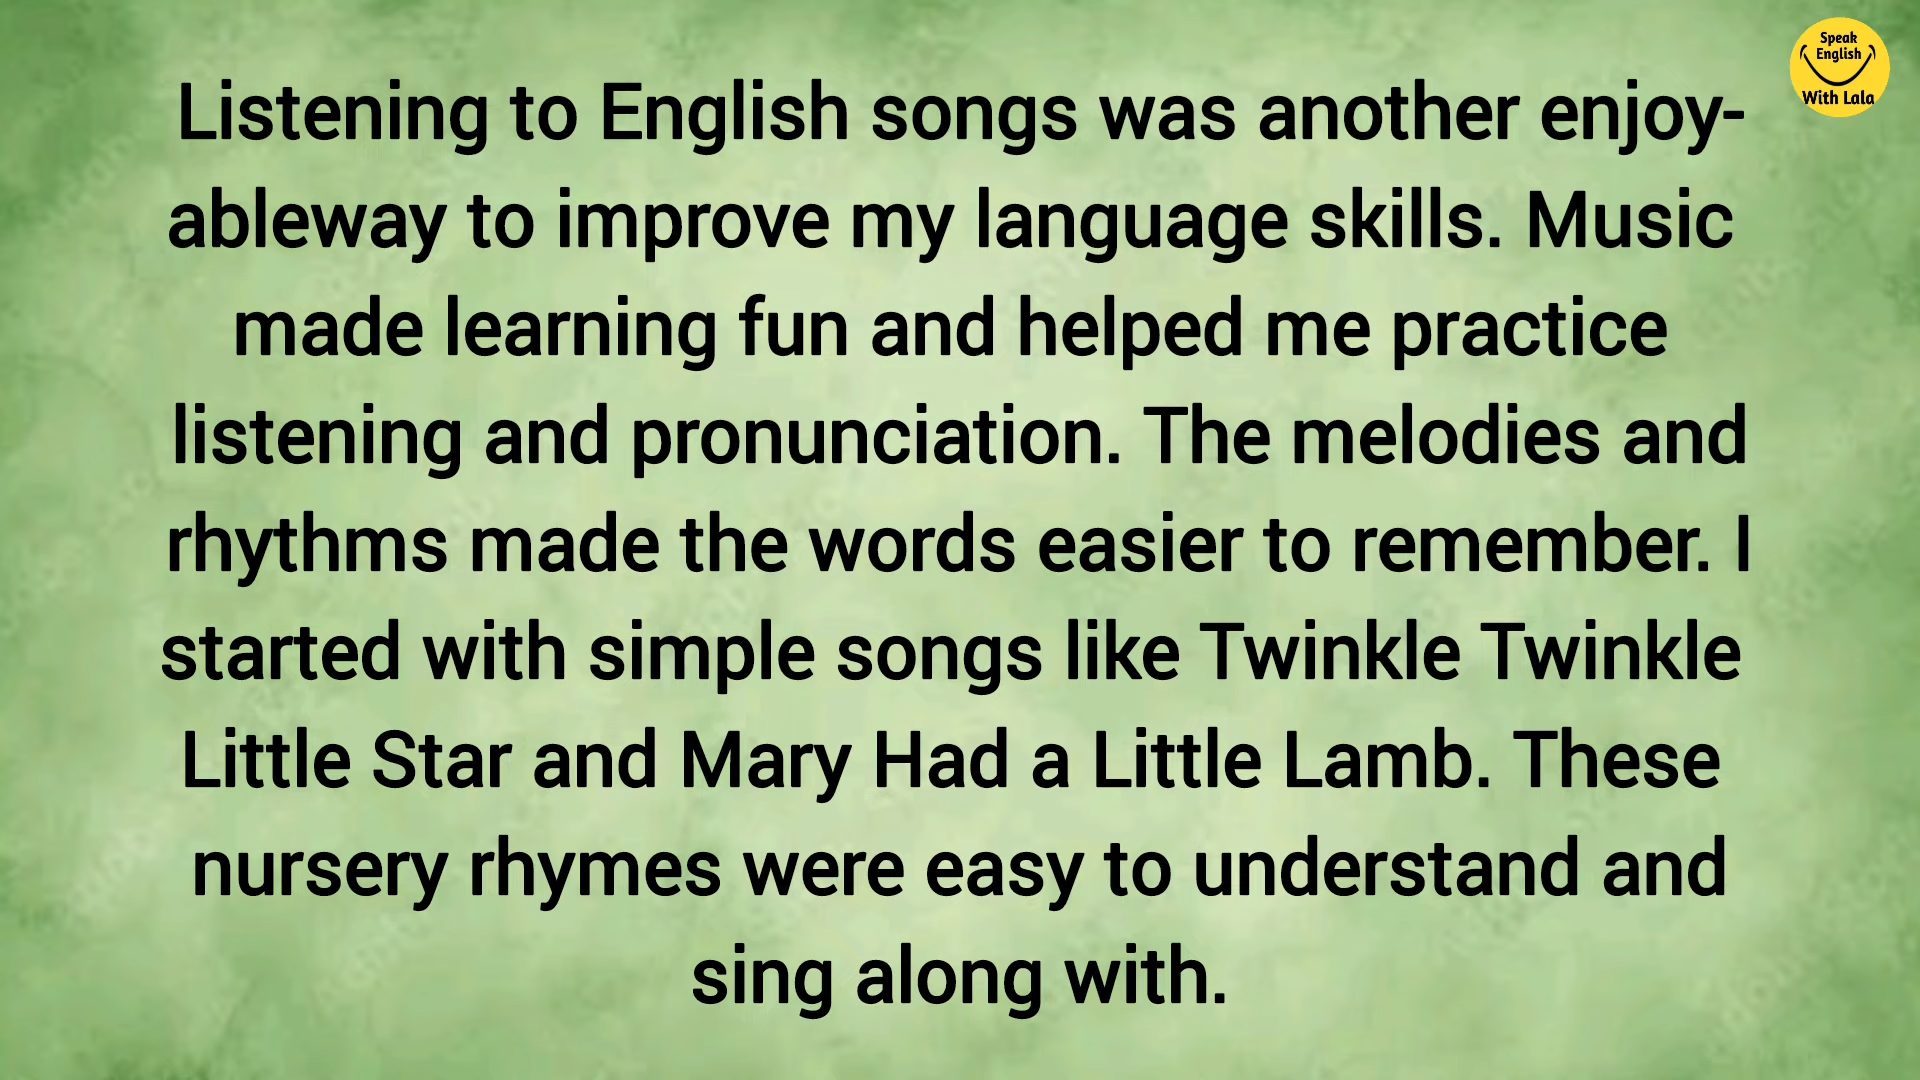 Speak
English
With Lala
Listening to English songs was another enjoy-
ableway to improve my language skills. Music
made learning fun and helped me practice
listening and pronunciation. The melodies and
rhythms made the words easier to remember. I
started with simple songs like Twinkle Twinkle
Little Star and Mary Had a Little Lamb. These
nursery rhymes were easy to understand and
sing along with.